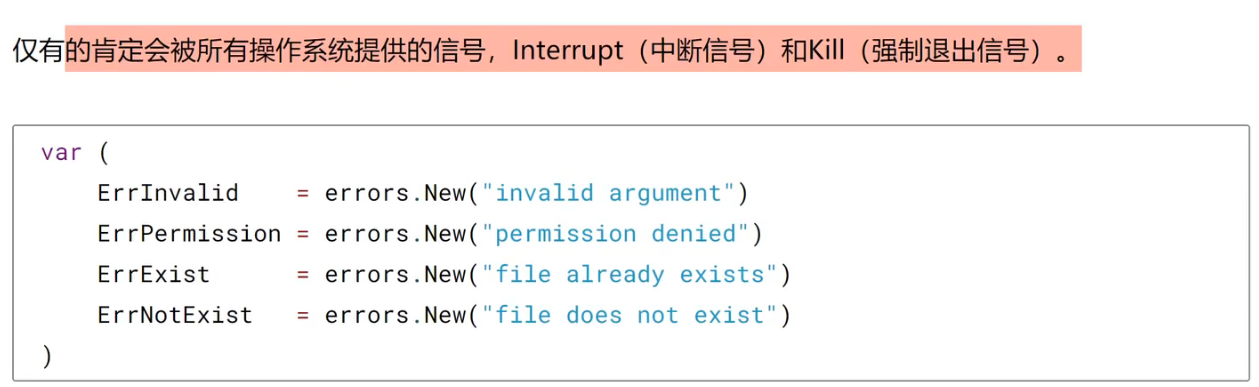 仅有的肯定会被所有操作系统提供的信号，Interrupt（中断信号）和Kill（强制退出信号）。
var (
    ErrInvalid    = errors.New("invalid argument")
    ErrPermission = errors.New("permission denied")
    ErrExist      = errors.New("file already exists")
    ErrNotExist   = errors.New("file does not exist")
)